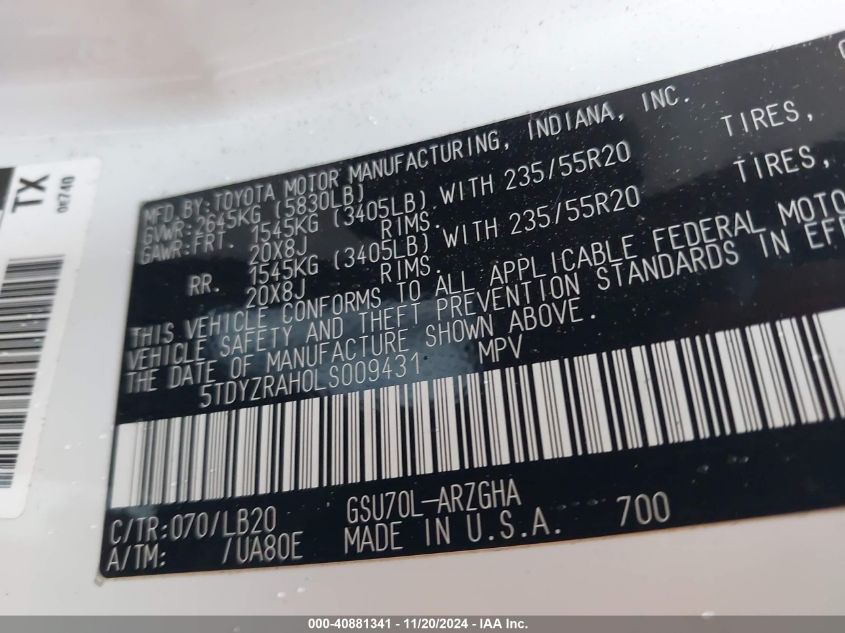 TX
0r740
MFD.BY:TOYOTA MOTOR MANUFACTURING, INDIANA, INC.
GVWR:2645KG (5830LB)
GAWR:FRT. 1545KG (3405LB) WITH 235/55R20 TIRES,
20X8J RIMS.
RR. 1545KG (3405LB) WITH 235/55R20 TIRES,
20X8J RIMS.
THIS VEHICLE CONFORMS TO ALL APPLICABLE FEDERAL MOTO
VEHICLE SAFETY AND THEFT PREVENTION STANDARDS IN EFF
THE DATE OF MANUFACTURE SHOWN ABOVE.
5TDYZRAH0LS009431 MPV
C/TR:070/LB20 GSU70L-ARZGHA
A/TM: /UA80E MADE IN U.S.A. 700
000-40881341 - 11/20/2024 - IAA Inc.